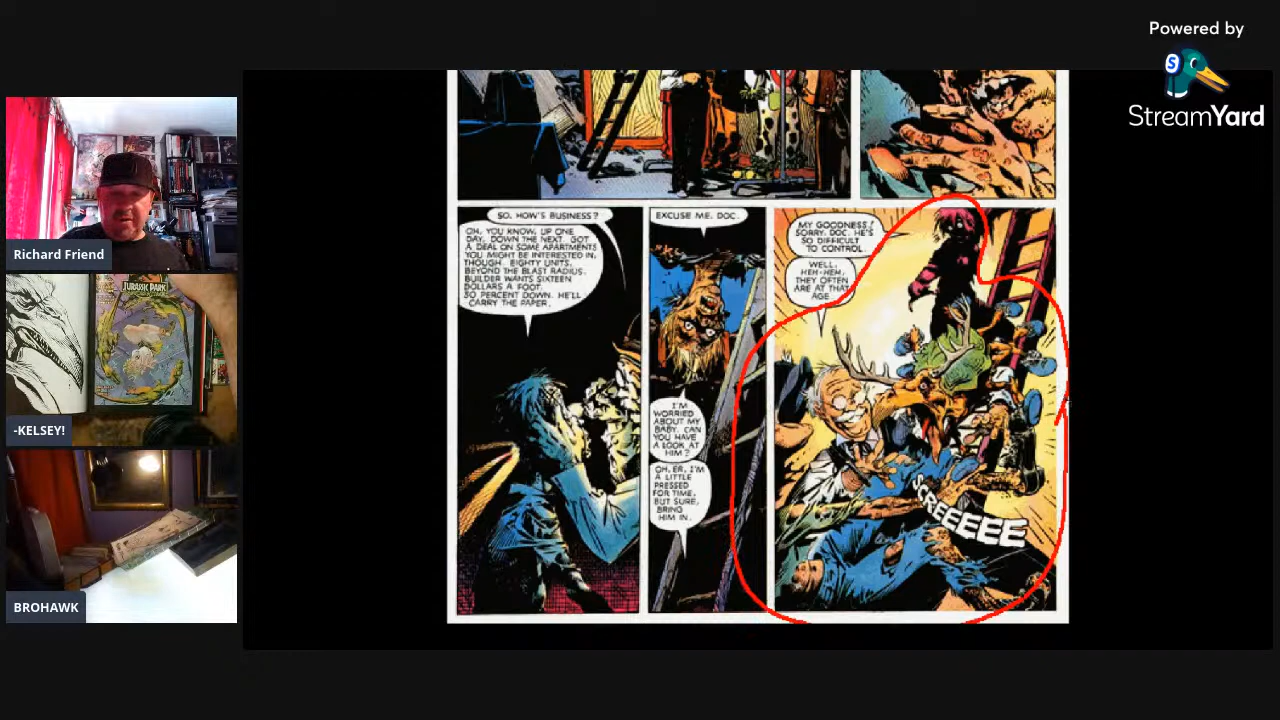 Powered by
S
StreamYard
Richard Friend
JURASSIC PARK
-KELSEY!
BROHAWK
SO, HOW'S BUSINESS?
OH, YOU KNOW, UP ONE
DAY, DOWN THE NEXT. GOT
A DEAL ON SOME APARTMENTS
YOU MIGHT BE INTERESTED IN,
THOUGH. EIGHTY UNITS,
BEYOND THE BLAST RADIUS.
BUILDER WANTS SIXTEEN
DOLLARS A FOOT.
50 PERCENT DOWN. HE'LL
CARRY THE PAPER.
EXCUSE ME, DOC.
I'M
WORRIED
ABOUT MY
BABY. CAN
YOU HAVE
A LOOK AT
HIM?
OH, ER, I'M
A LITTLE
PRESSED
FOR TIME,
BUT SURE,
BRING
HIM IN.
MY GOODNESS!
SORRY, DOC. HE'S
SO DIFFICULT
TO CONTROL.
WELL,
HEH-HEH,
THEY OFTEN
ARE AT THAT
AGE.
SCREEEEE